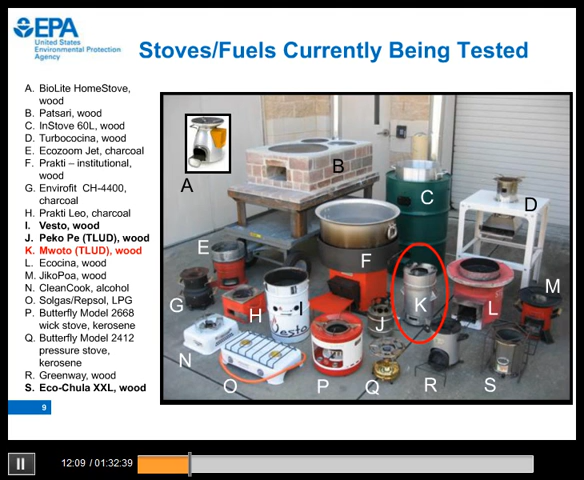 EPA
United States
Environmental Protection
Agency
Stoves/Fuels Currently Being Tested
A. BioLite HomeStove,
wood
B. Patsari, wood
C. InStove 60L, wood
D. Turbococina, wood
E. Ecozoom Jet, charcoal
F. Prakti – institutional,
wood
G. Envirofit CH-4400,
charcoal
H. Prakti Leo, charcoal
I. Vesto, wood
J. Peko Pe (TLUD), wood
K. Mwoto (TLUD), wood
L. Ecocina, wood
M. JikoPoa, wood
N. CleanCook, alcohol
O. Solgas/Repsol, LPG
P. Butterfly Model 2668
wick stove, kerosene
Q. Butterfly Model 2412
pressure stove,
kerosene
R. Greenway, wood
S. Eco-Chula XXL, wood
A
B
C
D
E
F
G
H
I
J
K
L
M
Vesto
N
O
P
Q
R
S
9
12:09 / 01:32:39